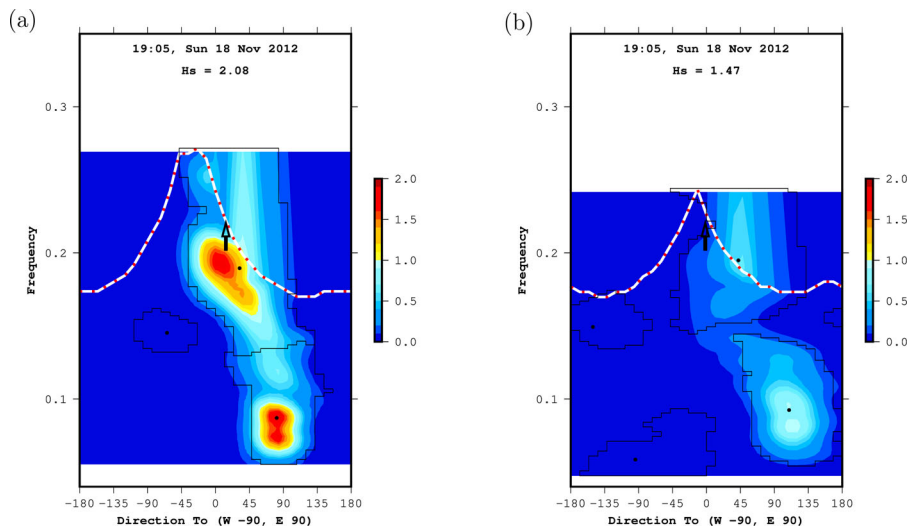 (a)
19:05, Sun 18 Nov 2012
Hs = 2.08
Frequency
0.3
0.2
0.1
-180 -135 -90 -45 0 45 90 135 180
Direction To (W -90, E 90)
2.0
1.5
1.0
0.5
0.0
(b)
19:05, Sun 18 Nov 2012
Hs = 1.47
Frequency
0.3
0.2
0.1
-180 -135 -90 -45 0 45 90 135 180
Direction To (W -90, E 90)
2.0
1.5
1.0
0.5
0.0